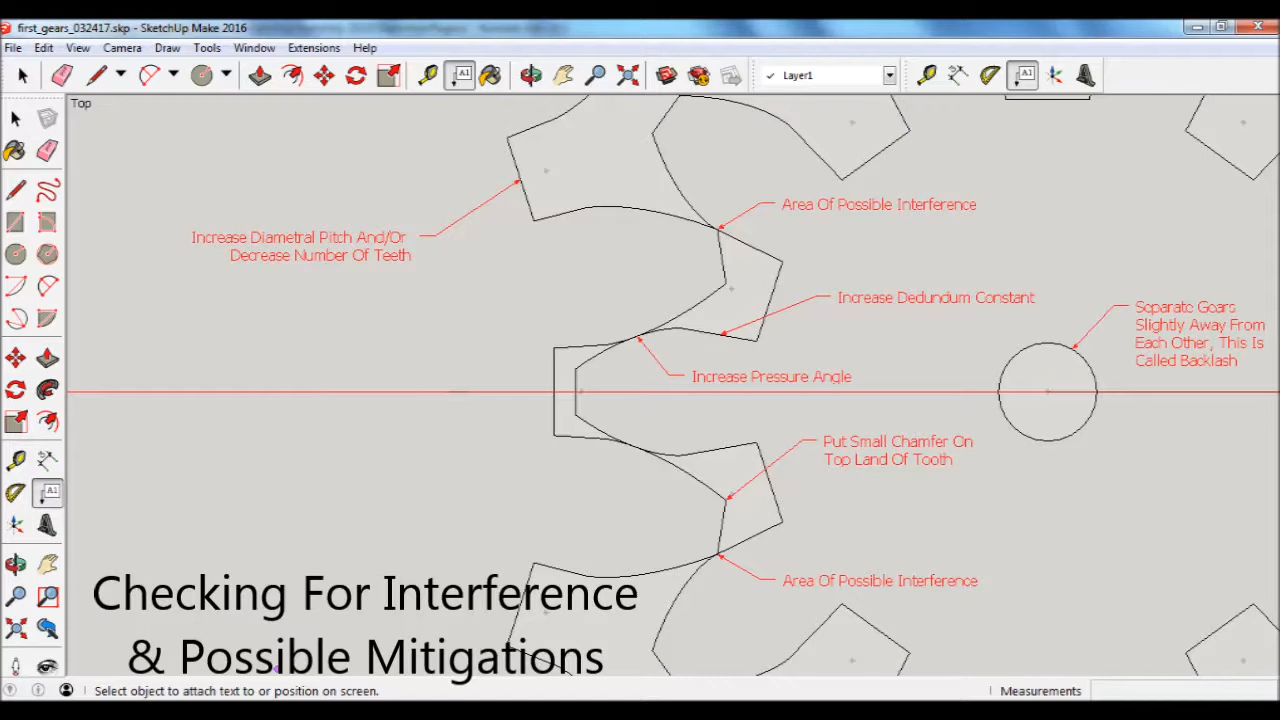 first_gears_032417.skp - SketchUp Make 2016
File Edit View Camera Draw Tools Window Extensions Help
A1
Layer1
A1
Top
Area Of Possible Interference
Increase Diametral Pitch And/Or
Decrease Number Of Teeth
Increase Dedundum Constant
Separate Gears
Slightly Away From
Each Other, This Is
Called Backlash
Increase Pressure Angle
Put Small Chamfer On
Top Land Of Tooth
A1
Area Of Possible Interference
Checking For Interference
& Possible Mitigations
Select object to attach text to or position on screen.
Measurements